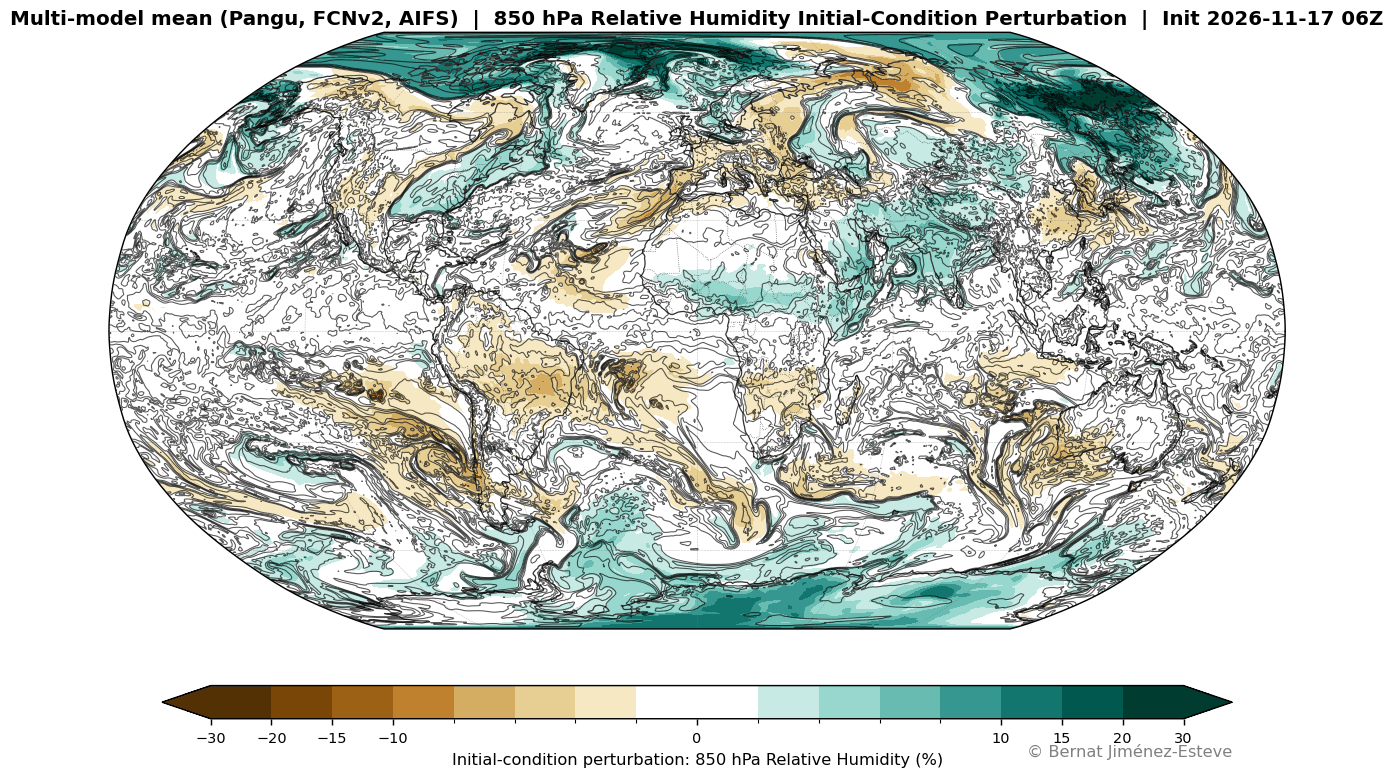 Multi-model mean (Pangu, FCNv2, AIFS)  |  850 hPa Relative Humidity Initial-Condition Perturbation  |  Init 2026-11-17 06Z
−30 −20 −15 −10 0 10 15 20 30
Initial-condition perturbation: 850 hPa Relative Humidity (%)
© Bernat Jiménez-Esteve